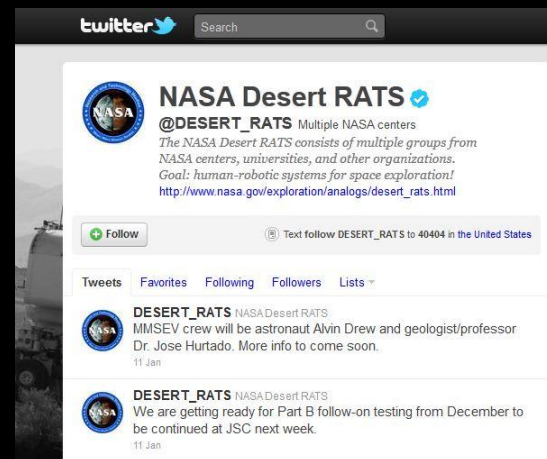 twitter Search
NASA Desert RATS
@DESERT_RATS Multiple NASA centers
The NASA Desert RATS consists of multiple groups from
NASA centers, universities, and other organizations.
Goal: human-robotic systems for space exploration!
http://www.nasa.gov/exploration/analogs/desert_rats.html
Follow Text follow DESERT_RATS to 40404 in the United States
Tweets Favorites Following Followers Lists
DESERT_RATS NASA Desert RATS
MMSEV crew will be astronaut Alvin Drew and geologist/professor
Dr. Jose Hurtado. More info to come soon.
11 Jan
DESERT_RATS NASA Desert RATS
We are getting ready for Part B follow-on testing from December to
be continued at JSC next week.
11 Jan
NASA
NASA
NASA